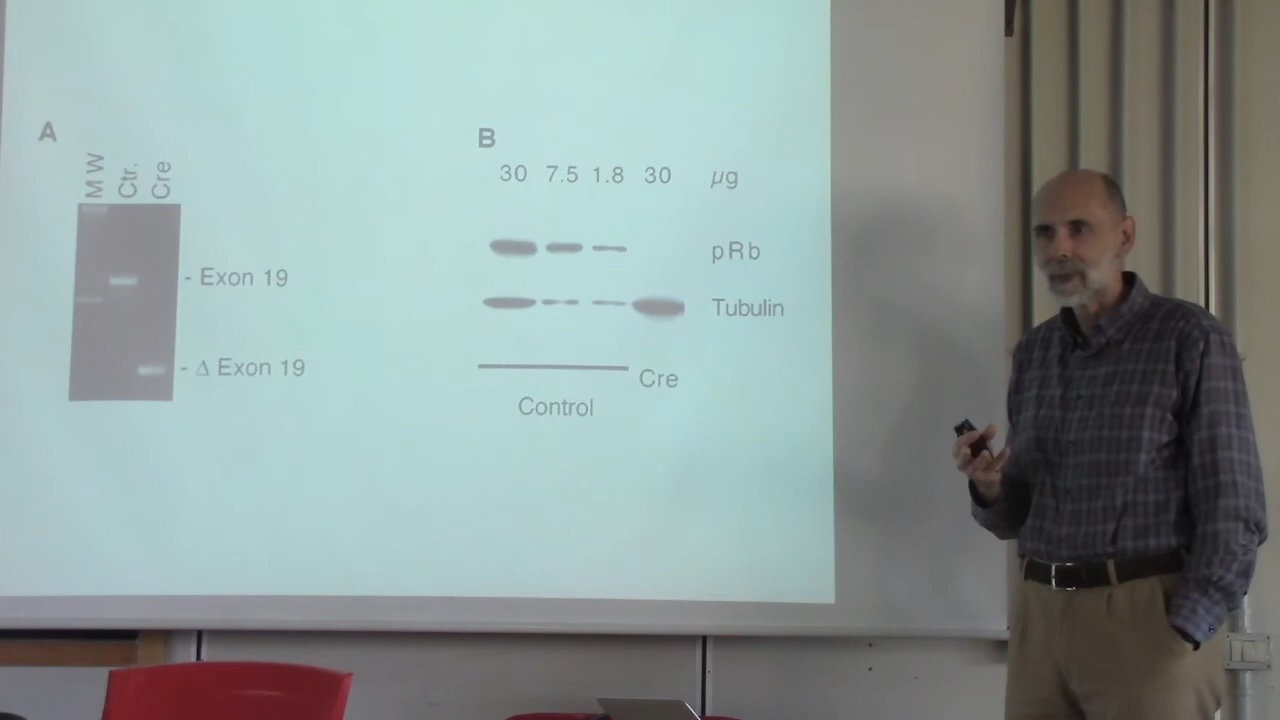 A
MW Ctr. Cre
- Exon 19
- Δ Exon 19
B
30 7.5 1.8 30 µg
pRb
Tubulin
Control
Cre